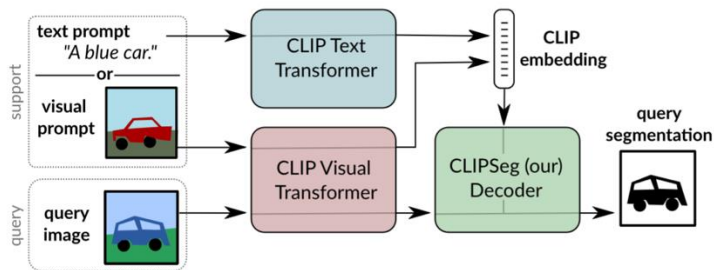 support
text prompt
"A blue car."
or
visual
prompt
query
query
image
CLIP Text
Transformer
CLIP Visual
Transformer
CLIP
embedding
CLIPSeg (our)
Decoder
query
segmentation